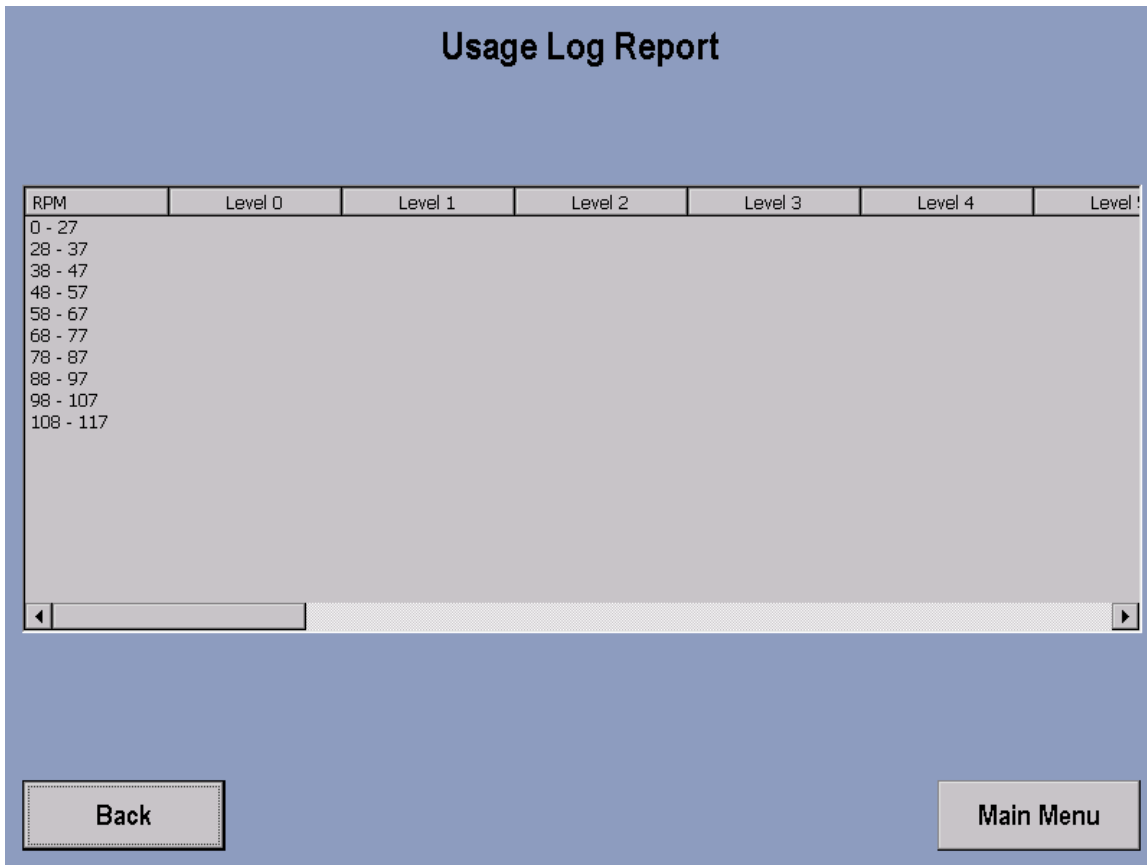 Usage Log Report
RPM Level 0 Level 1 Level 2 Level 3 Level 4 Level
0 - 27
28 - 37
38 - 47
48 - 57
58 - 67
68 - 77
78 - 87
88 - 97
98 - 107
108 - 117
Back Main Menu